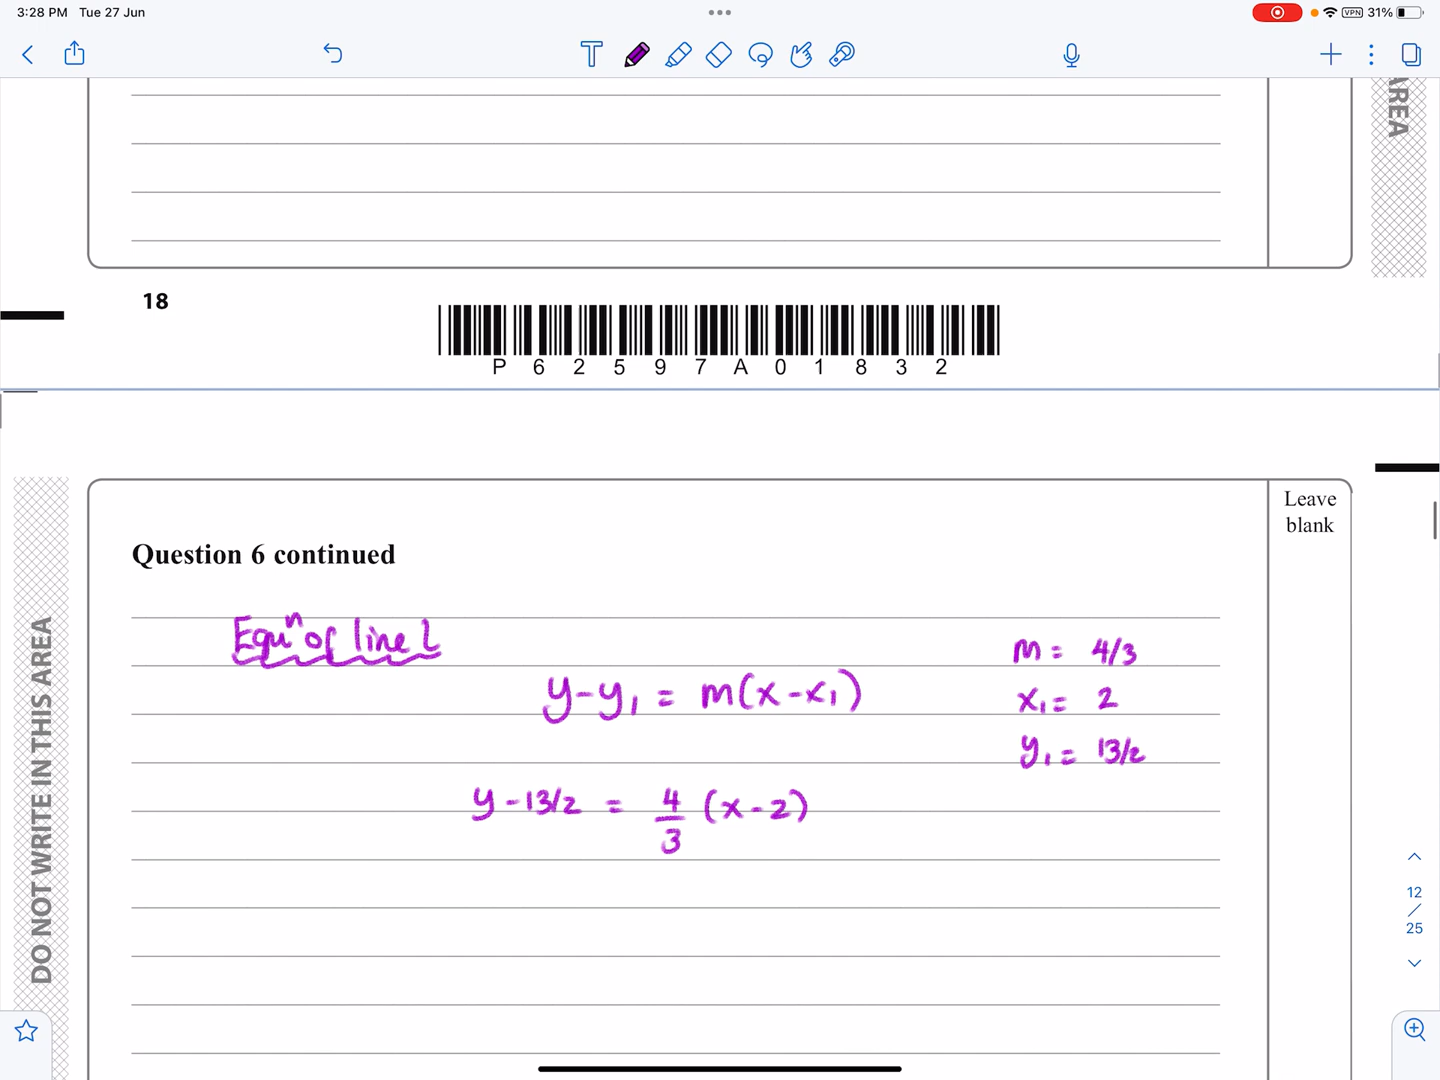 3:28 PM Tue 27 Jun
VPN 31%
T
AREA
18
P 6 2 5 9 7 A 0 1 8 3 2
Leave
blank
Question 6 continued
DO NOT WRITE IN THIS AREA
Equⁿ of line l
m = 4/3
y-y₁ = m(x-x₁)
x₁= 2
y₁= 13/2
y-13/2 = 4/3 (x-2)
12
/
25